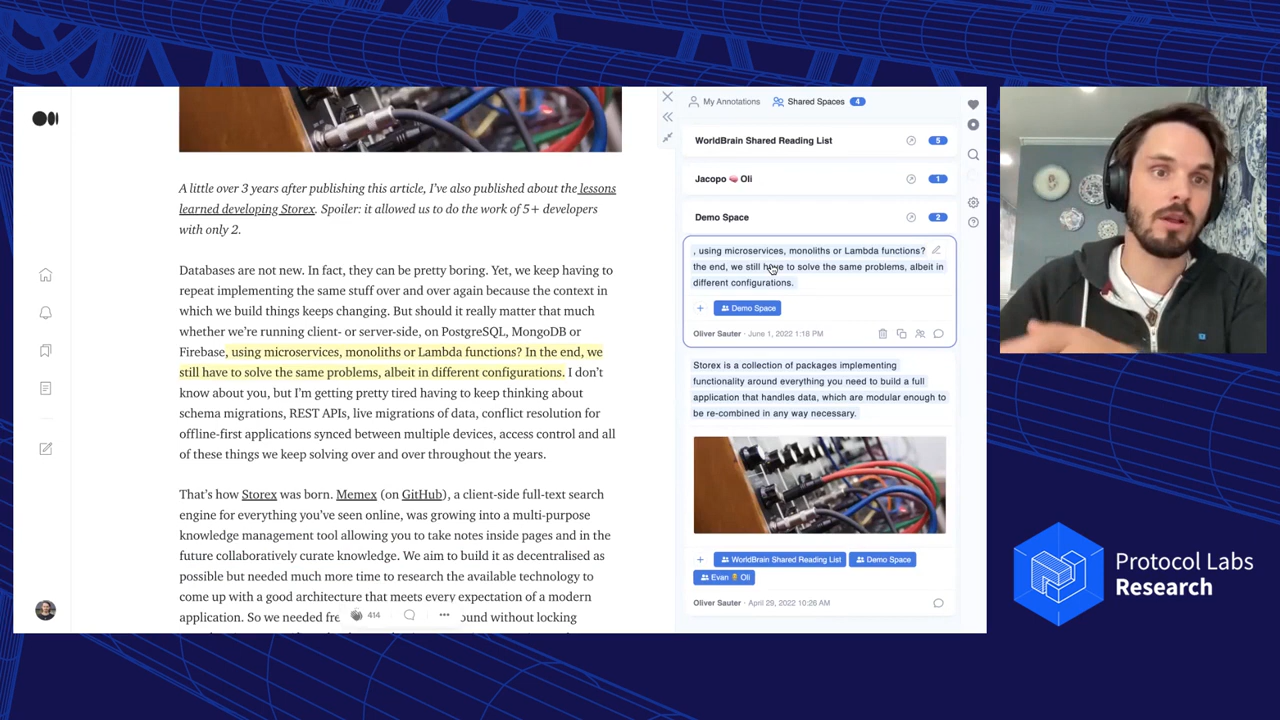 A little over 3 years after publishing this article, I've also published about the lessons
learned developing Storex. Spoiler: it allowed us to do the work of 5+ developers
with only 2.
Databases are not new. In fact, they can be pretty boring. Yet, we keep having to
repeat implementing the same stuff over and over again because the context in
which we build things keeps changing. But should it really matter that much
whether we're running client- or server-side, on PostgreSQL, MongoDB or
Firebase, using microservices, monoliths or Lambda functions? In the end, we
still have to solve the same problems, albeit in different configurations. I don't
know about you, but I'm getting pretty tired having to keep thinking about
schema migrations, REST APIs, live migrations of data, conflict resolution for
offline-first applications synced between multiple devices, access control and all
of these things we keep solving over and over throughout the years.
That's how Storex was born. Memex (on GitHub), a client-side full-text search
engine for everything you've seen online, was growing into a multi-purpose
knowledge management tool allowing you to take notes inside pages and in the
future collaboratively curate knowledge. We aim to build it as decentralised as
possible but needed much more time to research the available technology to
come up with a good architecture that meets every expectation of a modern
application. So we needed fre
414
ound without locking
My Annotations
Shared Spaces 4
WorldBrain Shared Reading List 5
Jacopo 🧠 Oli 1
Demo Space 2
, using microservices, monoliths or Lambda functions?
the end, we still have to solve the same problems, albeit in
different configurations.
+ Demo Space
Oliver Sauter · June 1, 2022 1:18 PM
Storex is a collection of packages implementing
functionality around everything you need to build a full
application that handles data, which are modular enough to
be re-combined in any way necessary.
+ WorldBrain Shared Reading List Demo Space
Evan Oli
Oliver Sauter · April 29, 2022 10:26 AM
Protocol Labs
Research